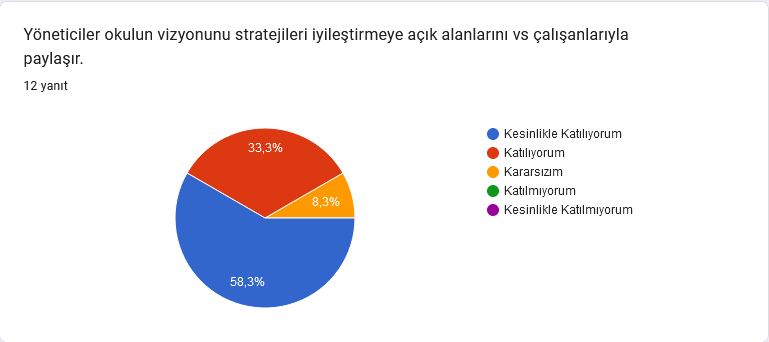 Yöneticiler okulun vizyonunu stratejileri iyileştirmeye açık alanlarını vs çalışanlarıyla
paylaşır.
12 yanıt
33,3%
8,3%
58,3%
Kesinlikle Katılıyorum
Katılıyorum
Kararsızım
Katılmıyorum
Kesinlikle Katılmıyorum